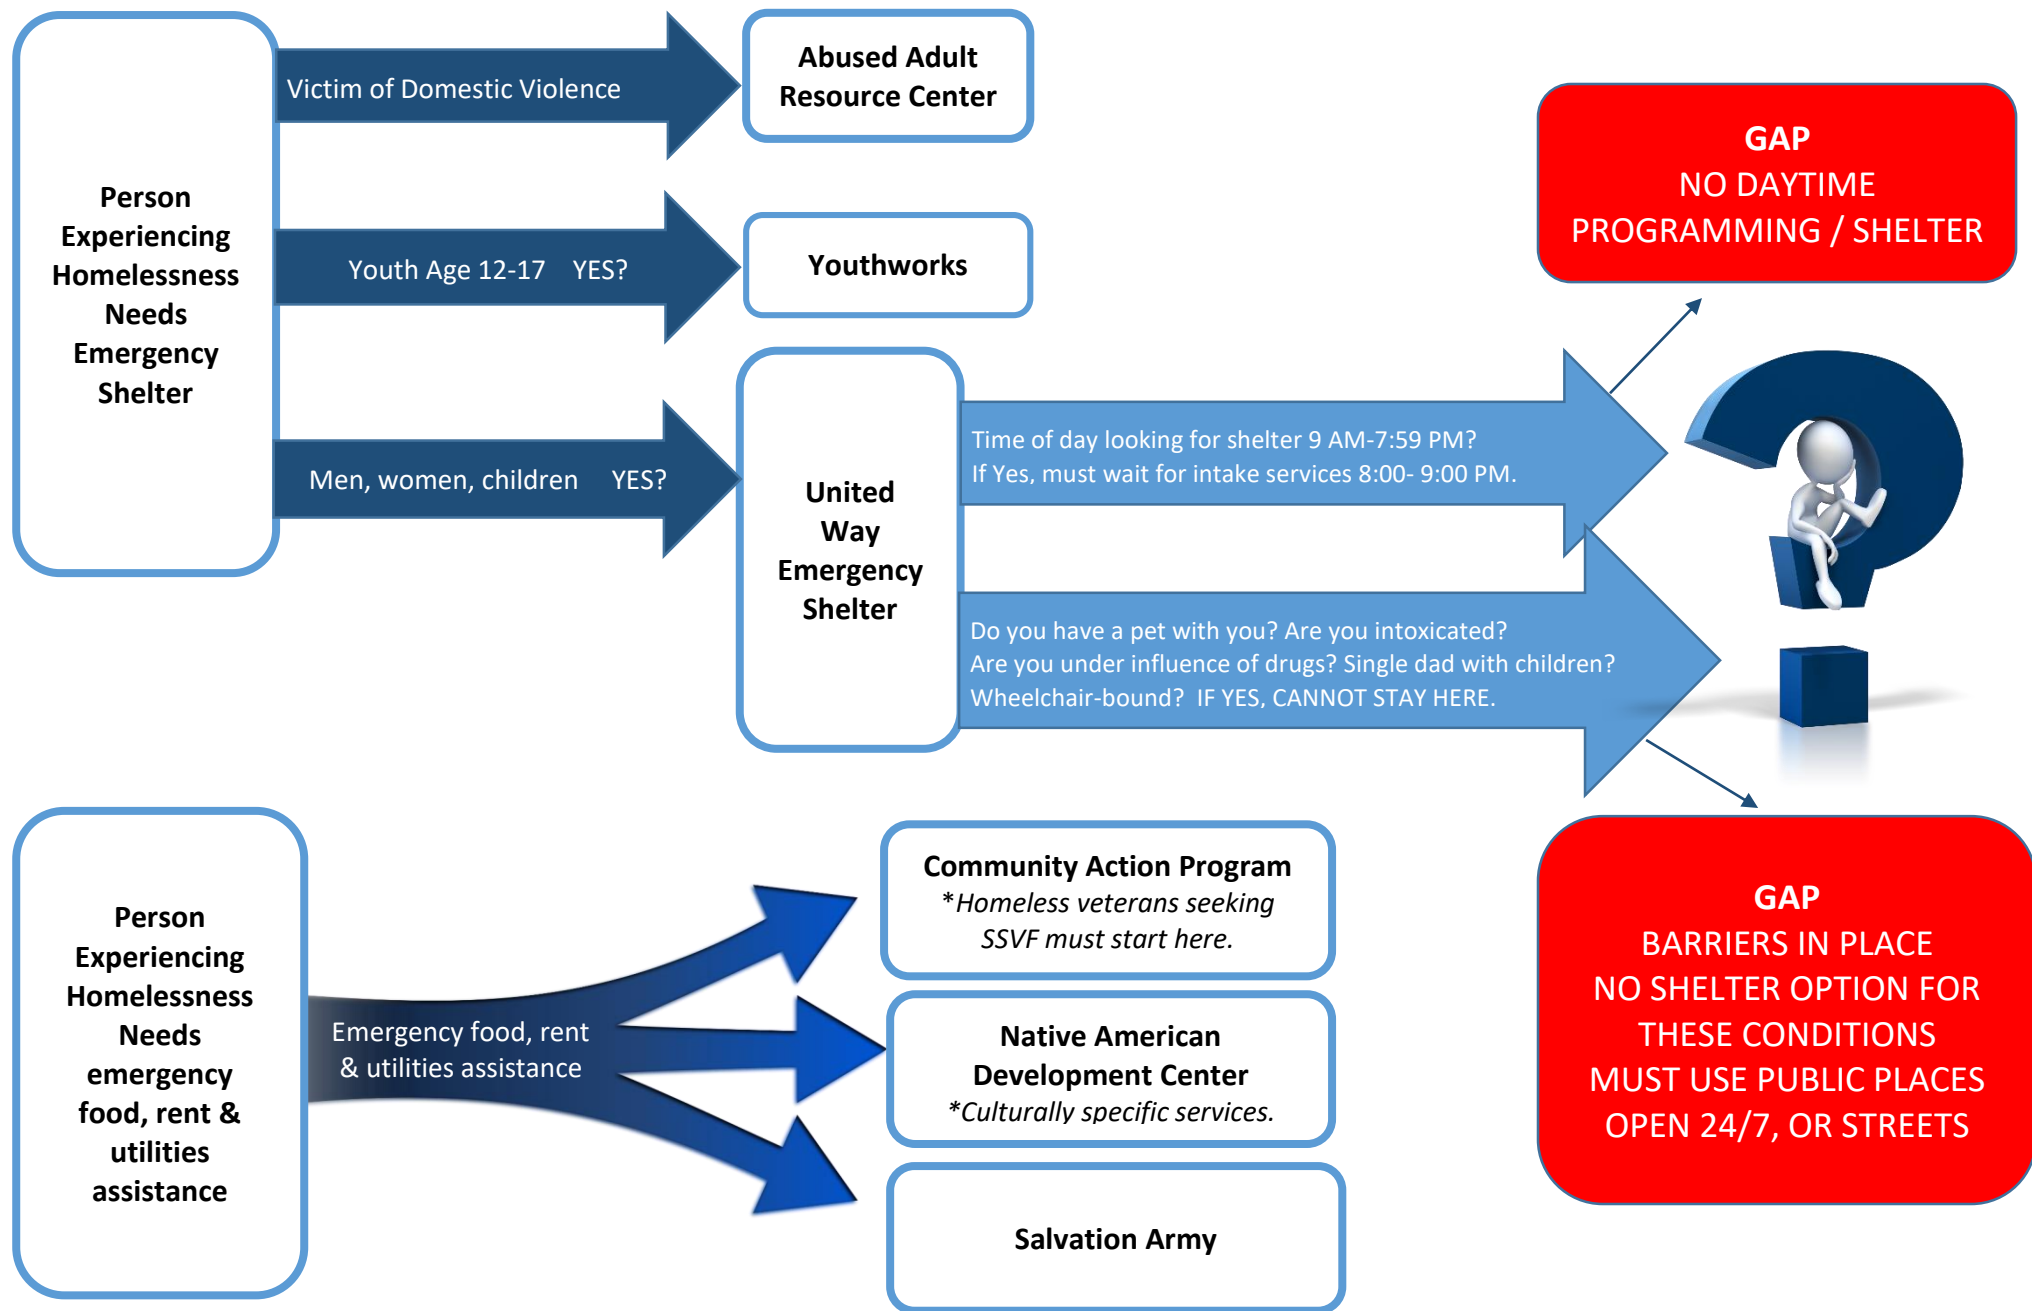 Person
Experiencing
Homelessness
Needs
Emergency
Shelter
Victim of Domestic Violence
Abused Adult
Resource Center
Youth Age 12-17 YES?
Youthworks
Men, women, children YES?
United
Way
Emergency
Shelter
Time of day looking for shelter 9 AM-7:59 PM?
If Yes, must wait for intake services 8:00- 9:00 PM.
Do you have a pet with you? Are you intoxicated?
Are you under influence of drugs? Single dad with children?
Wheelchair-bound? IF YES, CANNOT STAY HERE.
GAP
NO DAYTIME
PROGRAMMING / SHELTER
GAP
BARRIERS IN PLACE
NO SHELTER OPTION FOR
THESE CONDITIONS
MUST USE PUBLIC PLACES
OPEN 24/7, OR STREETS
Person
Experiencing
Homelessness
Needs
emergency
food, rent &
utilities
assistance
Emergency food, rent
& utilities assistance
Community Action Program
*Homeless veterans seeking
SSVF must start here.
Native American
Development Center
*Culturally specific services.
Salvation Army